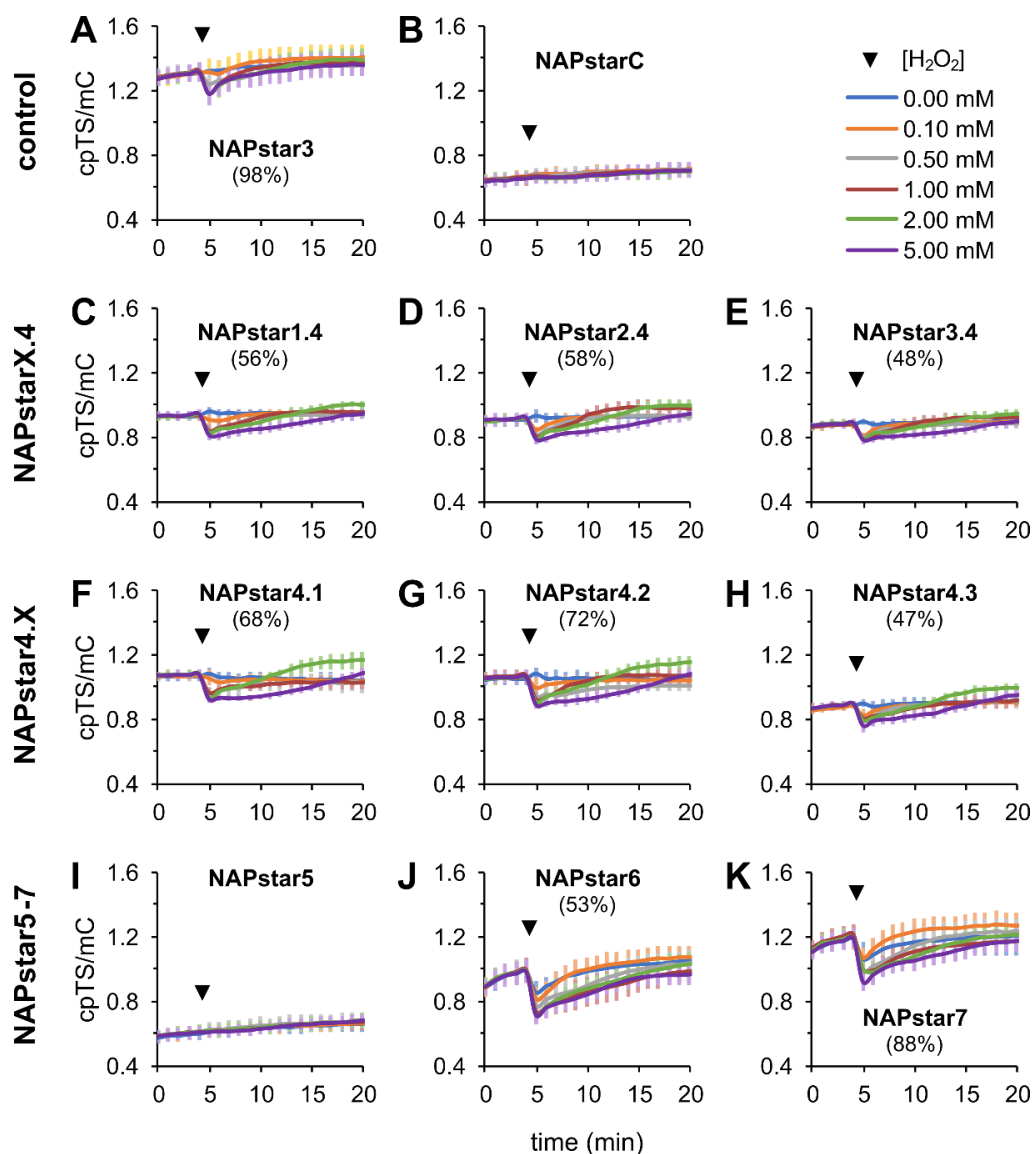 control
A
1.6
1.2
0.8
0.4
cpTS/mC
NAPstar3
(98%)
0 5 10 15 20
B
1.6
1.2
0.8
0.4
NAPstarC
0 5 10 15 20
▼ [H₂O₂]
0.00 mM
0.10 mM
0.50 mM
1.00 mM
2.00 mM
5.00 mM
NAPstarX.4
C
1.6
1.2
0.8
0.4
cpTS/mC
NAPstar1.4
(56%)
0 5 10 15 20
D
1.6
1.2
0.8
0.4
NAPstar2.4
(58%)
0 5 10 15 20
E
1.6
1.2
0.8
0.4
NAPstar3.4
(48%)
0 5 10 15 20
NAPstar4.X
F
1.6
1.2
0.8
0.4
cpTS/mC
NAPstar4.1
(68%)
0 5 10 15 20
G
1.6
1.2
0.8
0.4
NAPstar4.2
(72%)
0 5 10 15 20
H
1.6
1.2
0.8
0.4
NAPstar4.3
(47%)
0 5 10 15 20
NAPstar5-7
I
1.6
1.2
0.8
0.4
cpTS/mC
NAPstar5
0 5 10 15 20
J
1.6
1.2
0.8
0.4
NAPstar6
(53%)
0 5 10 15 20
K
1.6
1.2
0.8
0.4
NAPstar7
(88%)
0 5 10 15 20
time (min)